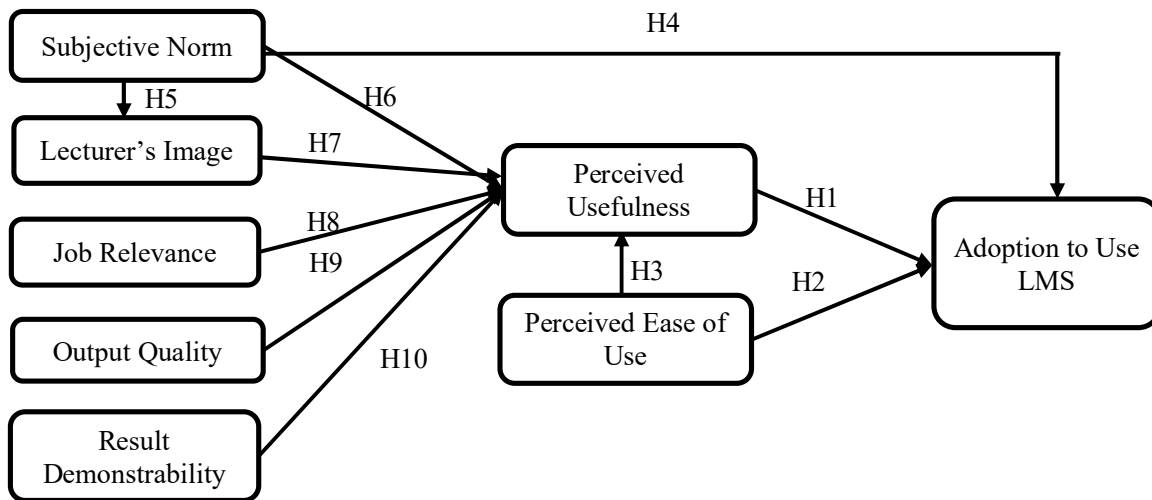 H4
Subjective Norm
H6
H5
Lecturer’s Image
H7
Perceived
Usefulness
H1
H8
Job Relevance
H9
H3
H2
Adoption to Use
LMS
Perceived Ease of
Use
Output Quality
H10
Result
Demonstrability